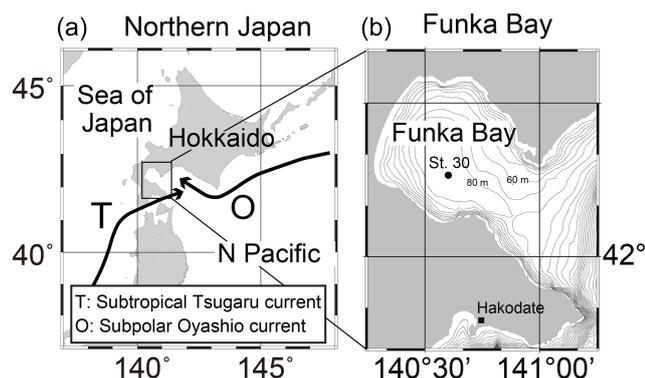 (a) Northern Japan
(b) Funka Bay
45°
Sea of
Japan
Hokkaido
T
O
N Pacific
40°
T: Subtropical Tsugaru current
O: Subpolar Oyashio current
140° 145°
Funka Bay
St. 30
80 m 60 m
42°
Hakodate
140°30’ 141°00’